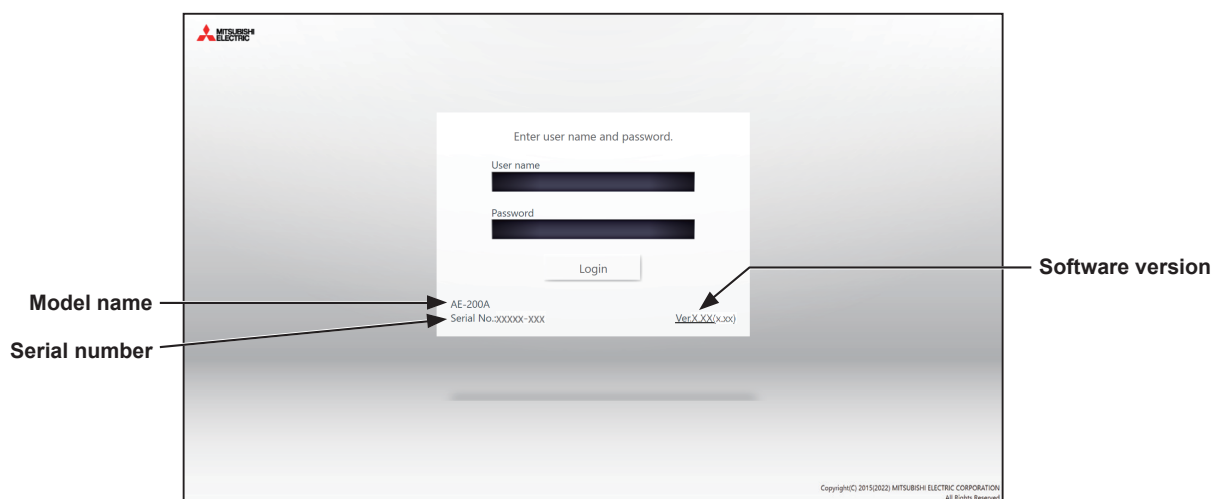 MITSUBISHI
ELECTRIC
Enter user name and password.
User name
Password
Login
Software version
Model name
AE-200A
Serial No.:xxxxx-xxx
Ver.X.XX(x.xx)
Serial number
Copyright(C) 2015(2022) MITSUBISHI ELECTRIC CORPORATION
All Rights Reserved